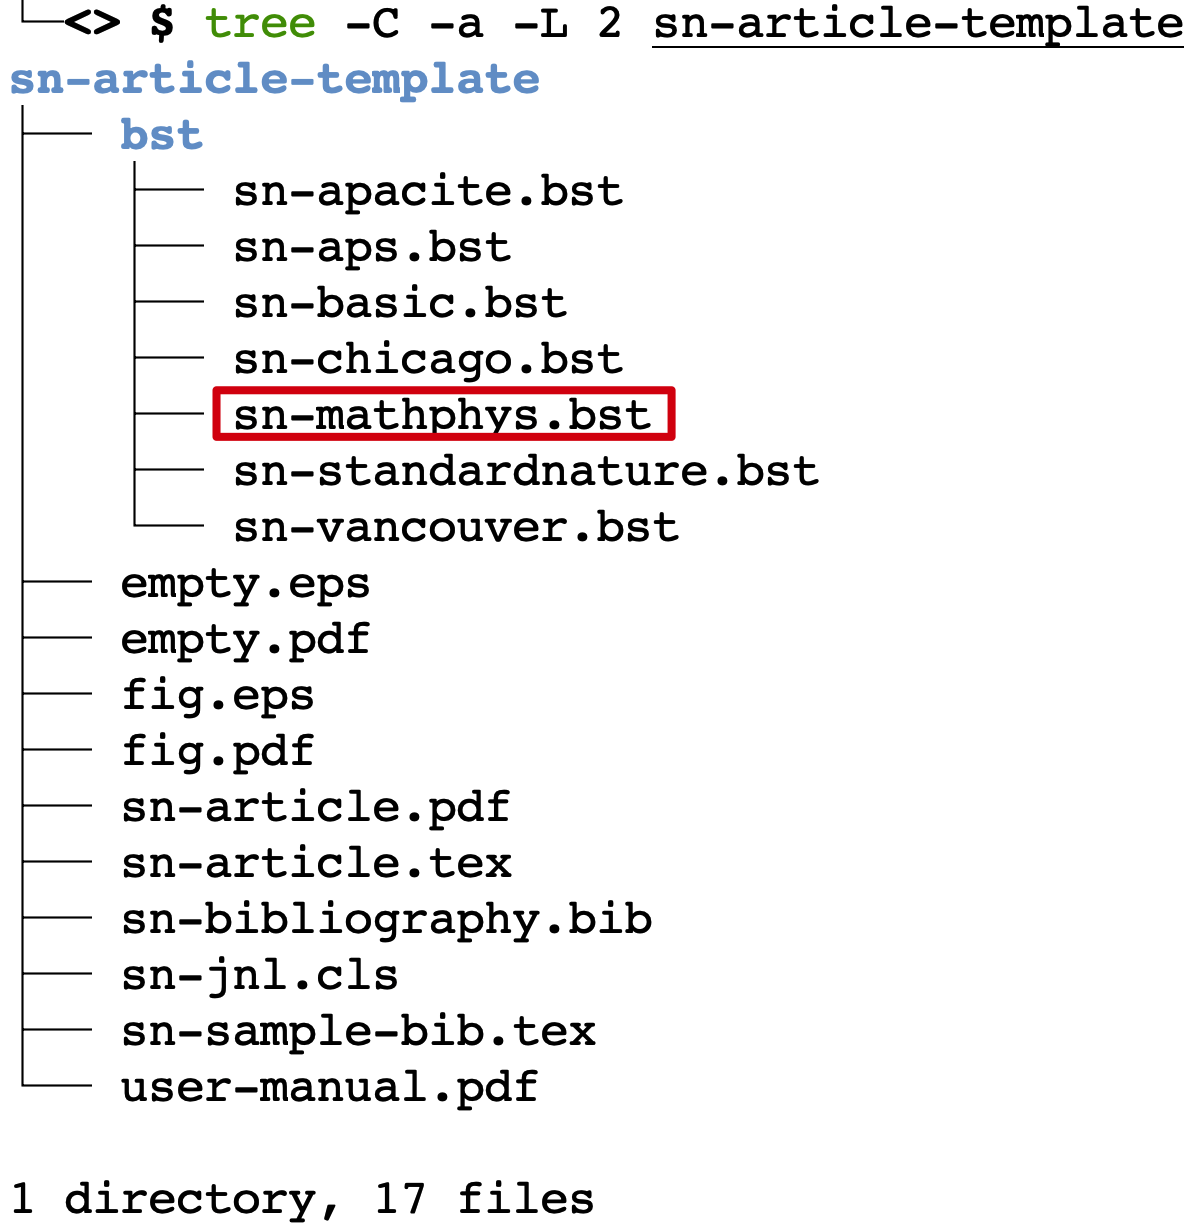 <> $ tree -C -a -L 2 sn-article-template
sn-article-template
bst
sn-apacite.bst
sn-aps.bst
sn-basic.bst
sn-chicago.bst
sn-mathphys.bst
sn-standardnature.bst
sn-vancouver.bst
empty.eps
empty.pdf
fig.eps
fig.pdf
sn-article.pdf
sn-article.tex
sn-bibliography.bib
sn-jnl.cls
sn-sample-bib.tex
user-manual.pdf
1 directory, 17 files